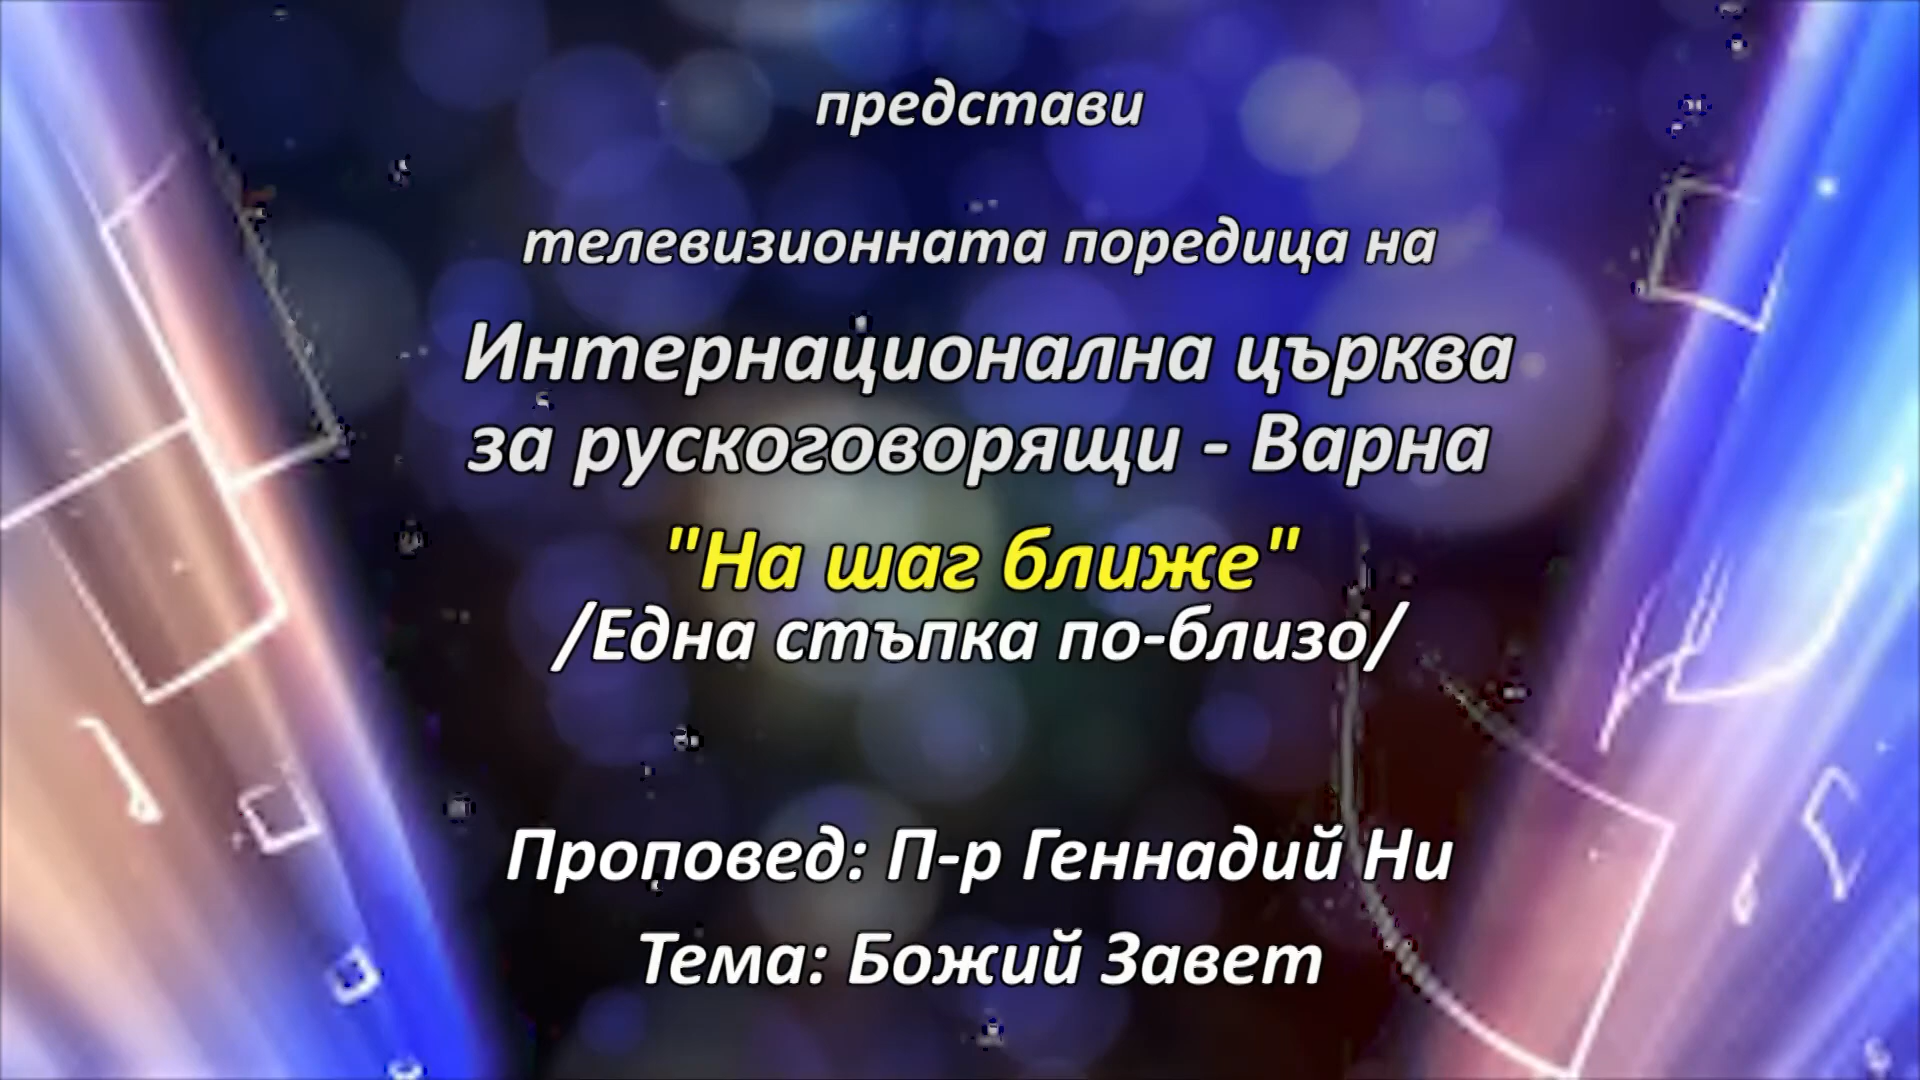 представи
телевизионната поредица на
Интернационална църква
за рускоговорящи - Варна
"На шаг ближе"
/Една стъпка по-близо/
Проповед: П-р Геннадий Ни
Тема: Божий Завет